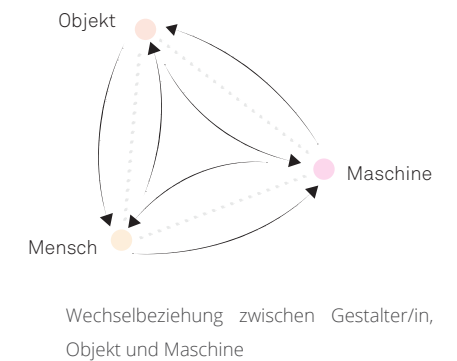 Objekt
Maschine
Mensch
Wechselbeziehung zwischen Gestalter/in,
Objekt und Maschine